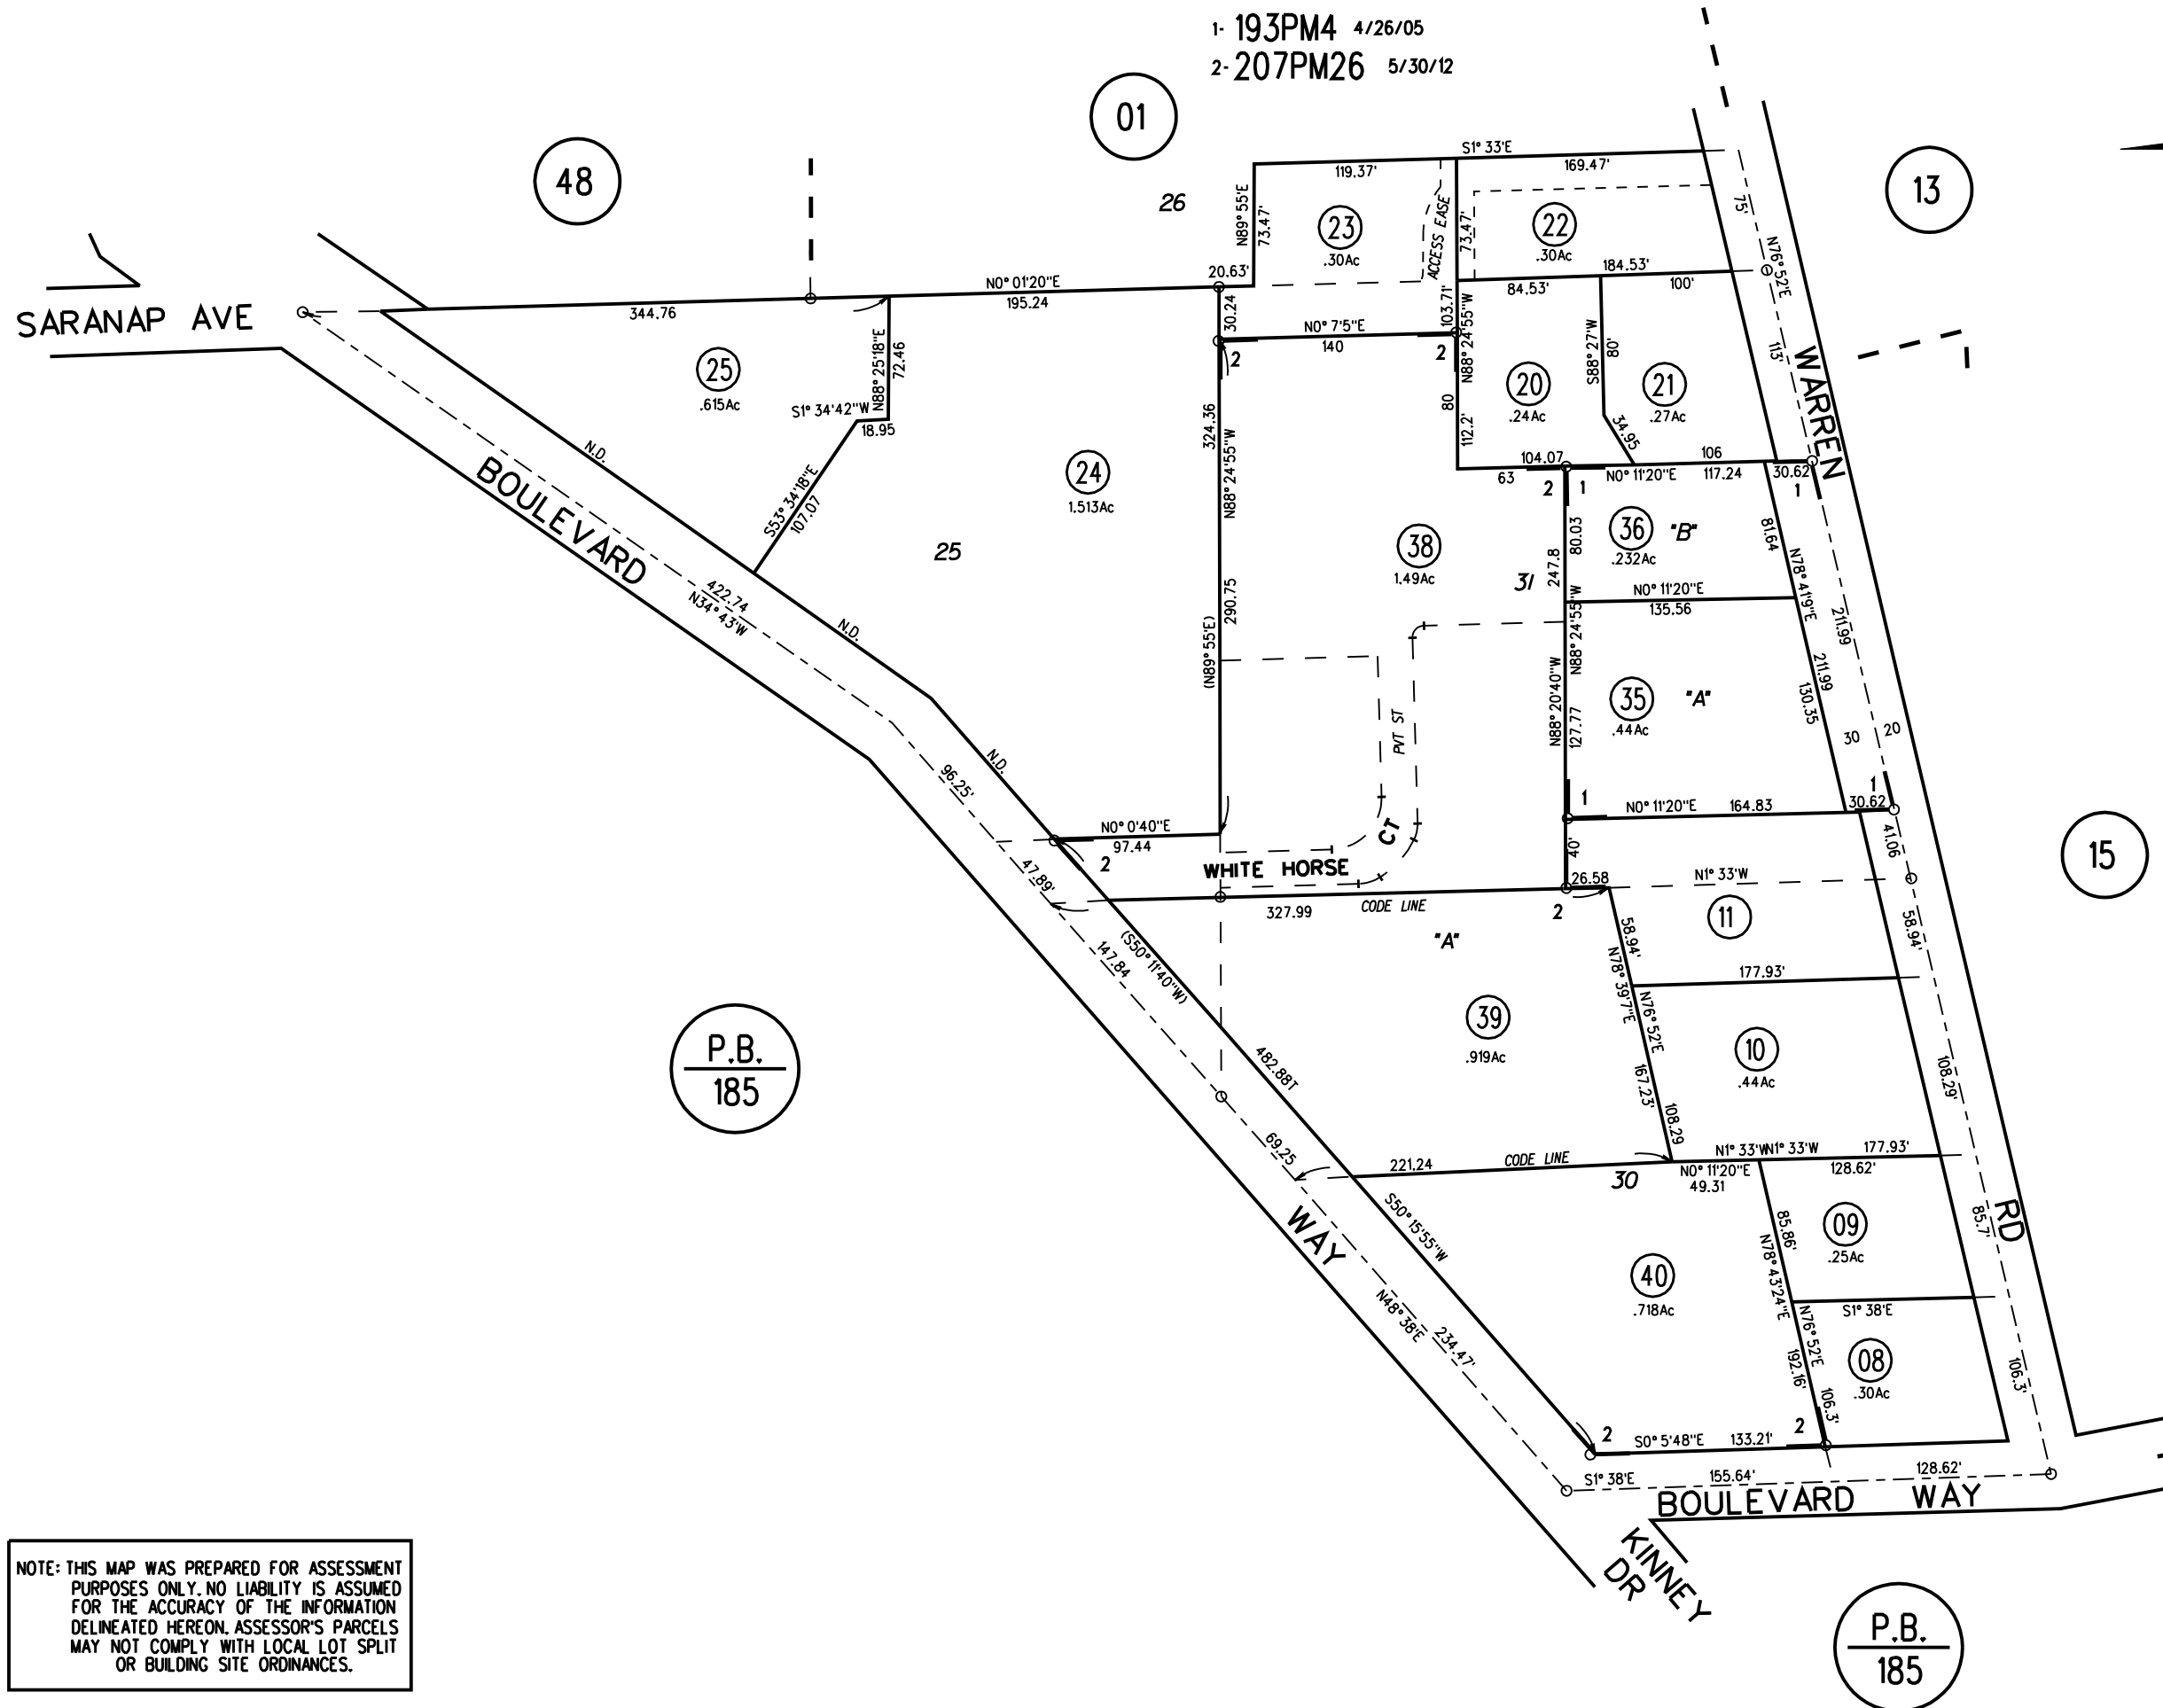 1- 193PM4 4/26/05
2- 207PM26 5/30/12
01
48
13
26
S1° 33'E
119.37'
169.47'
N89° 55'E
73.47'
23
.30Ac
ACCESS EASE
73.47'
22
.30Ac
75'
N76° 52'E
SARANAP AVE
344.76
N0° 01'20"E
195.24
20.63'
30.24
103.71'
184.53'
84.53'
100'
N0° 7'5"E
140
2
2
N88° 24'55"W
25
.615Ac
N88° 25'18"E
72.46
S1° 34'42"W
18.95
S88° 27'W
80'
20
.24Ac
21
.27Ac
113'
WARREN
80
112.2'
34.95
N.D.
BOULEVARD
S53° 34'18"E
107.07
24
1.513Ac
324.36
N88° 24'55"W
104.07
63
106
N0° 11'20"E
117.24
30.62
2
1
1
25
38
1.49Ac
31
247.8
80.03
36
"B"
.232Ac
81.64
N78° 41'9"E
422.74
N34° 43'W
N.D.
290.75
(N89° 55'E)
N88° 24'55"W
N0° 11'20"E
135.56
211.99
N88° 20'40"W
127.77
35
"A"
.44Ac
211.99
130.35
30
20
PVT ST
N.D.
96.25'
1
1
N0° 11'20"E
164.83
30.62
41.06
15
N0° 0'40"E
97.44
2
CT
WHITE HORSE
40'
47.89'
26.58
2
N1° 33'W
11
327.99
CODE LINE
"A"
58.94'
58.94'
(S50° 11'40"W)
147.84
N78° 39'7"E
177.93'
N76° 52'E
P.B.
185
39
.919Ac
10
.44Ac
482.88T
167.23'
108.29
108.29'
69.25
221.24
CODE LINE
30
N1° 33'W
N1° 33'W
177.93'
N0° 11'20"E
49.31
128.62'
WAY
S50° 15'55"W
40
.718Ac
85.86'
N78° 43'24"E
09
.25Ac
85.7'
RD
N48° 38'E
234.47'
S1° 38'E
N76° 52'E
192.16'
08
.30Ac
106.3'
106.3'
2
2
S0° 5'48"E
133.21'
S1° 38'E
155.64'
128.62'
BOULEVARD WAY
KINNEY
DR
NOTE: THIS MAP WAS PREPARED FOR ASSESSMENT
PURPOSES ONLY. NO LIABILITY IS ASSUMED
FOR THE ACCURACY OF THE INFORMATION
DELINEATED HEREON. ASSESSOR'S PARCELS
MAY NOT COMPLY WITH LOCAL LOT SPLIT
OR BUILDING SITE ORDINANCES.
P.B.
185